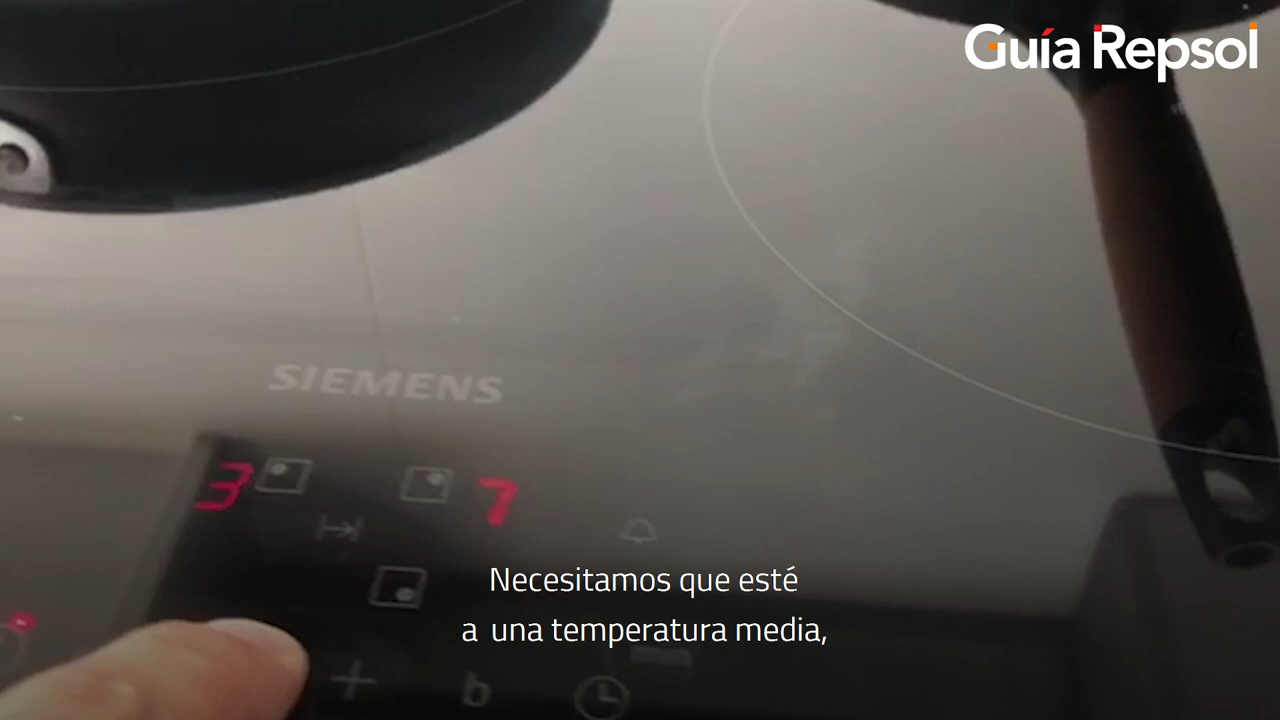 Guía Repsol
SIEMENS
3 7
Necesitamos que esté
a una temperatura media,
+ b